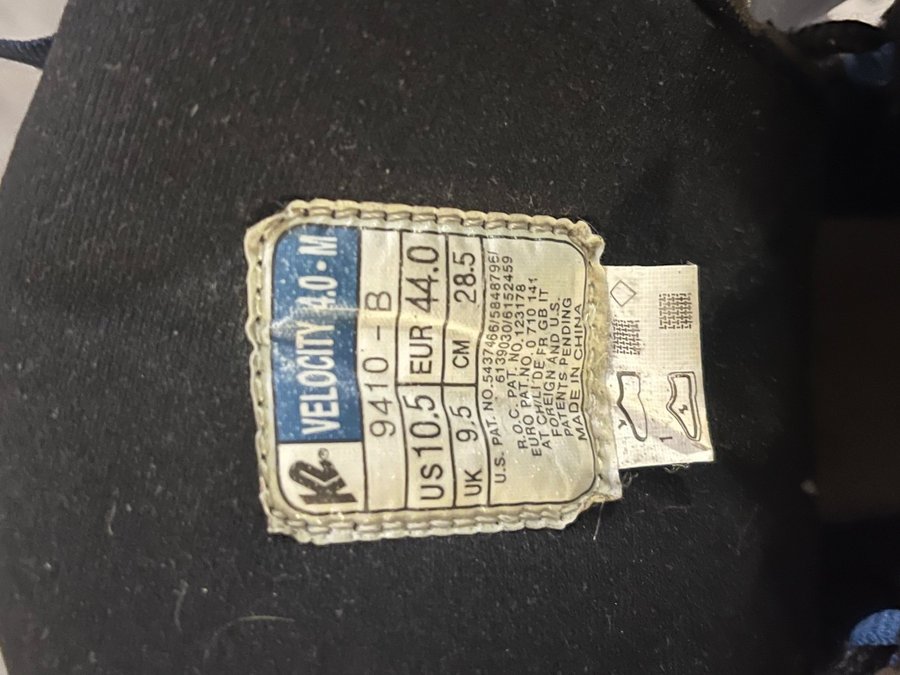 K2® VELOCITY 4.0 • M
9410 - B
US 10.5 EUR 44.0
UK 9.5 CM 28.5
U.S. PAT. NO. 5437466/5848796/
6139030/6152459
R.O.C. PAT. NO. 123178
EURO PAT. NO. 0 710 141
AT CH/LI DE FR GB IT
FOREIGN AND U.S.
PATENTS PENDING
MADE IN CHINA
1